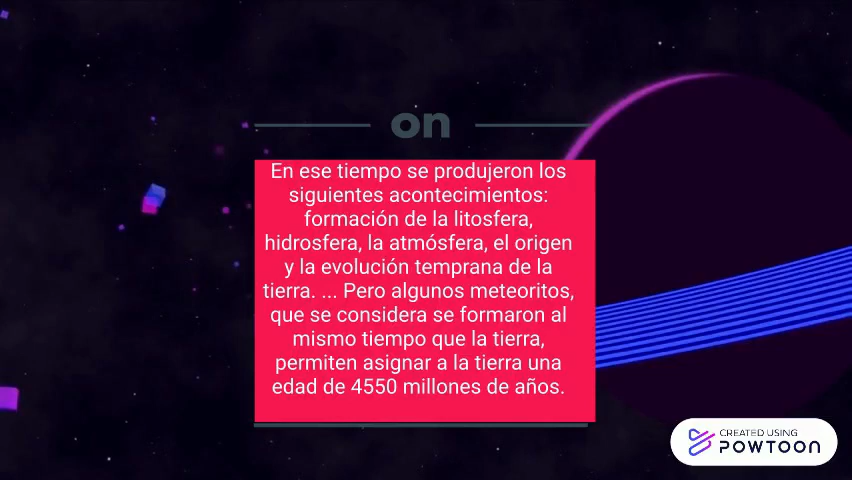 on
En ese tiempo se produjeron los
siguientes acontecimientos:
formación de la litosfera,
hidrosfera, la atmósfera, el origen
y la evolución temprana de la
tierra. ... Pero algunos meteoritos,
que se considera se formaron al
mismo tiempo que la tierra,
permiten asignar a la tierra una
edad de 4550 millones de años.
CREATED USING
POWTOON